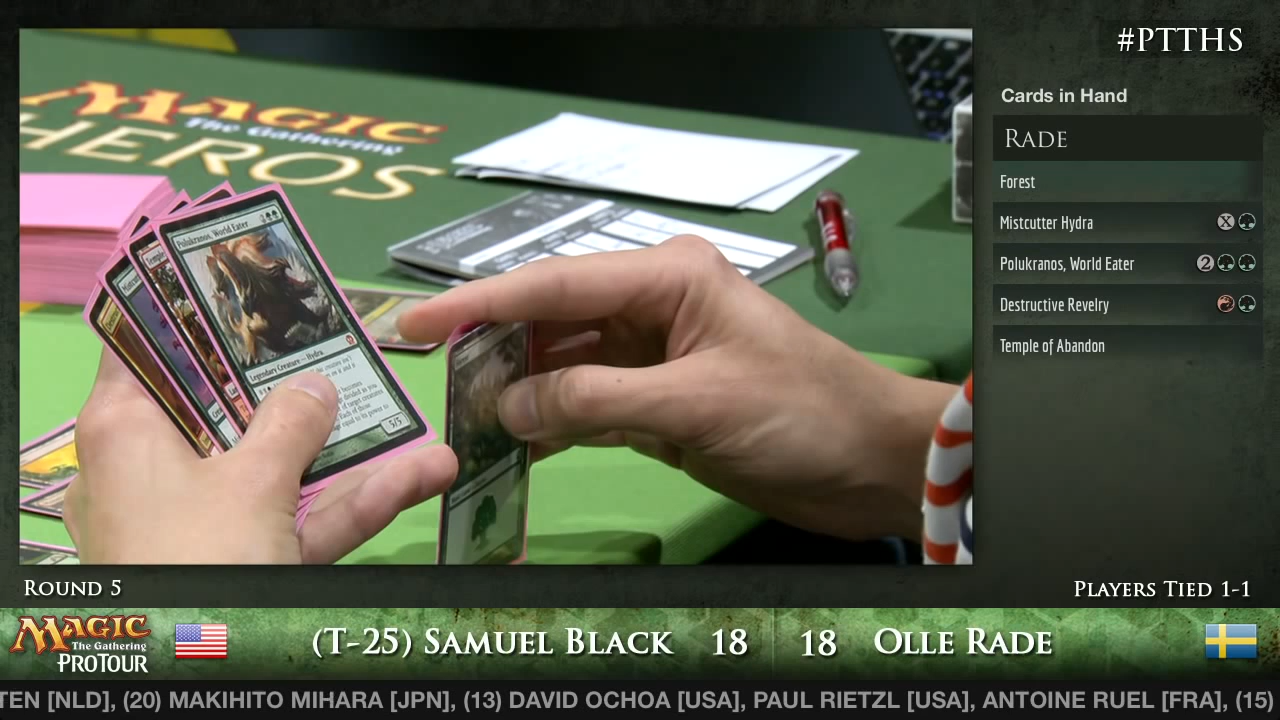 #PTTHS
Cards in Hand
RADE
Forest
Mistcutter Hydra X
Polukranos, World Eater 2
Destructive Revelry
Temple of Abandon
MAGIC
The Gathering
HEROS
Polukranos, World Eater
Legendary Creature — Hydra
5/5
ROUND 5
PLAYERS TIED 1-1
MAGIC
The Gathering
PROTOUR
(T-25) SAMUEL BLACK 18 18 OLLE RADE
TEN [NLD], (20) MAKIHITO MIHARA [JPN], (13) DAVID OCHOA [USA], PAUL RIETZL [USA], ANTOINE RUEL [FRA], (15)